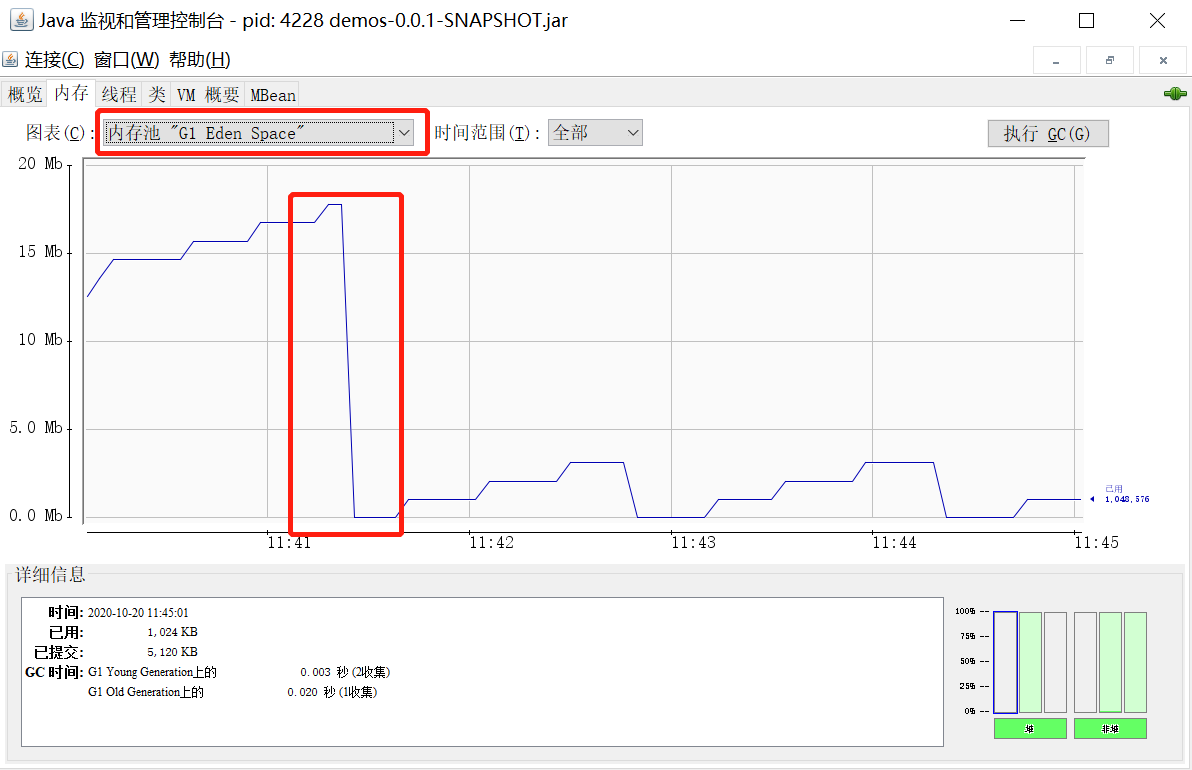 Java 监视和管理控制台 - pid: 4228 demos-0.0.1-SNAPSHOT.jar
连接(C) 窗口(W) 帮助(H)
概览 内存 线程 类 VM 概要 MBean
图表(C): 内存池 "G1 Eden Space" 时间范围(T): 全部 执行 GC(G)
20 Mb
15 Mb
10 Mb
5.0 Mb
0.0 Mb
已用
1,048,576
11:41 11:42 11:43 11:44 11:45
详细信息
时间: 2020-10-20 11:45:01
已用: 1,024 KB
已提交: 5,120 KB
GC 时间: G1 Young Generation上的 0.003 秒 (2收集)
G1 Old Generation上的 0.020 秒 (1收集)
100% --
75% --
50% --
25% --
0% --
堆 非堆